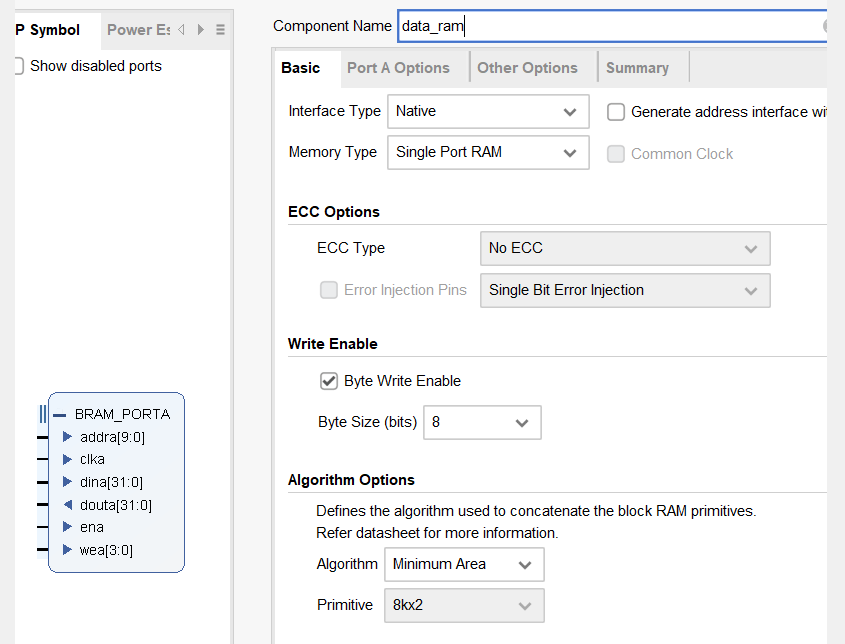 P Symbol
Power Es
Show disabled ports
BRAM_PORTA
addra[9:0]
clka
dina[31:0]
douta[31:0]
ena
wea[3:0]
Component Name data_ram
Basic
Port A Options
Other Options
Summary
Interface Type Native
Generate address interface wi
Memory Type Single Port RAM
Common Clock
ECC Options
ECC Type No ECC
Error Injection Pins Single Bit Error Injection
Write Enable
Byte Write Enable
Byte Size (bits) 8
Algorithm Options
Defines the algorithm used to concatenate the block RAM primitives.
Refer datasheet for more information.
Algorithm Minimum Area
Primitive 8kx2